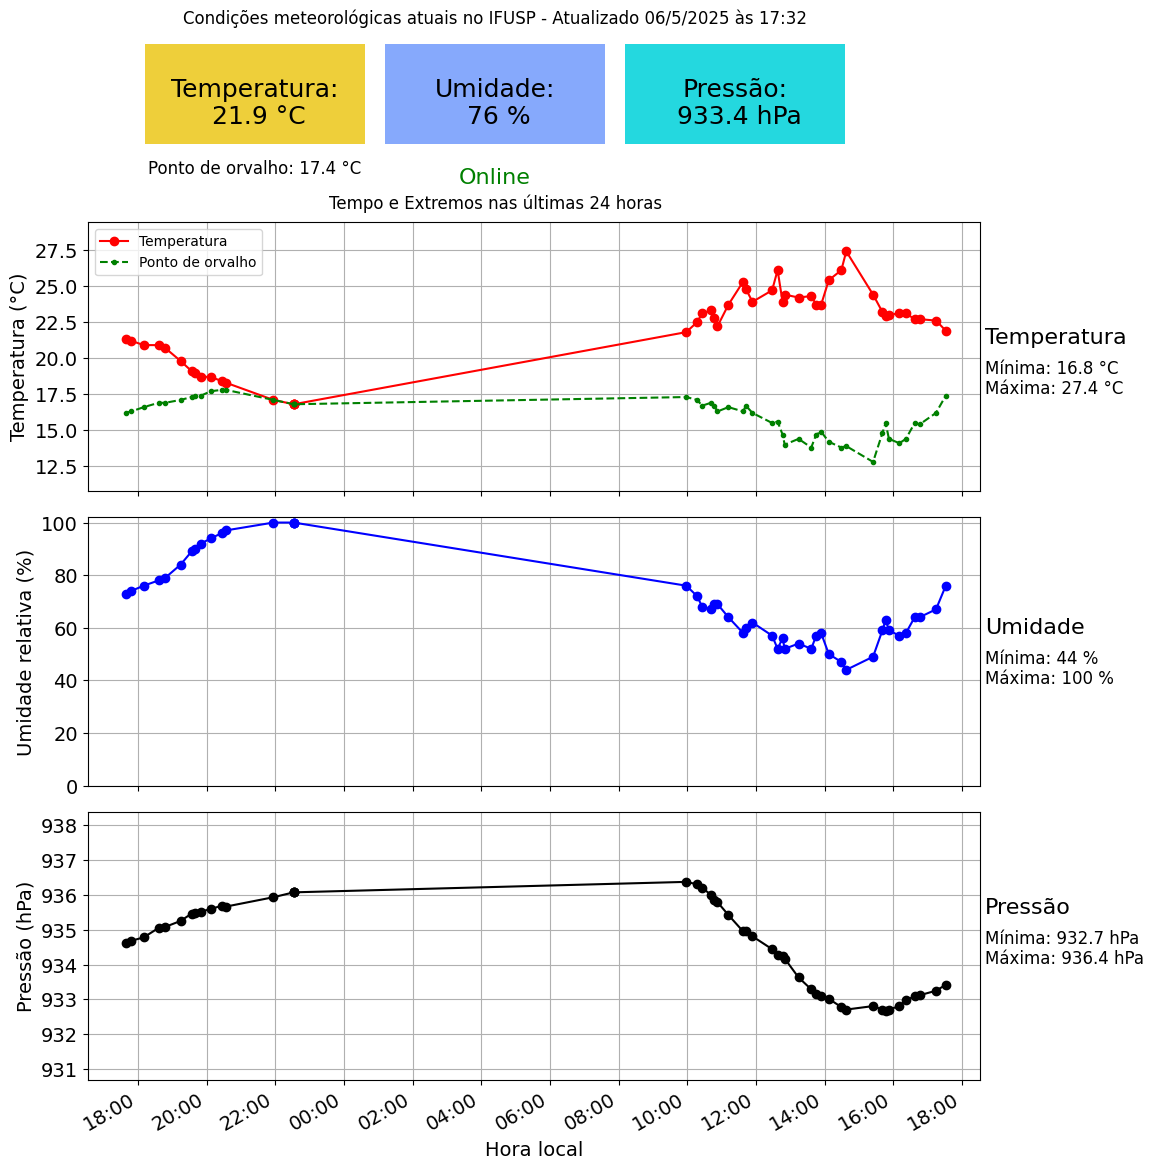 Condições meteorológicas atuais no IFUSP - Atualizado 06/5/2025 às 17:32
Temperatura:
21.9 °C
Umidade:
76 %
Pressão:
933.4 hPa
Ponto de orvalho: 17.4 °C
Online
Tempo e Extremos nas últimas 24 horas
Temperatura
Ponto de orvalho
Temperatura (°C)
27.5
25.0
22.5
20.0
17.5
15.0
12.5
Temperatura
Mínima: 16.8 °C
Máxima: 27.4 °C
Umidade relativa (%)
100
80
60
40
20
0
Umidade
Mínima: 44 %
Máxima: 100 %
Pressão (hPa)
938
937
936
935
934
933
932
931
Pressão
Mínima: 932.7 hPa
Máxima: 936.4 hPa
18:00 20:00 22:00 00:00 02:00 04:00 06:00 08:00 10:00 12:00 14:00 16:00 18:00
Hora local